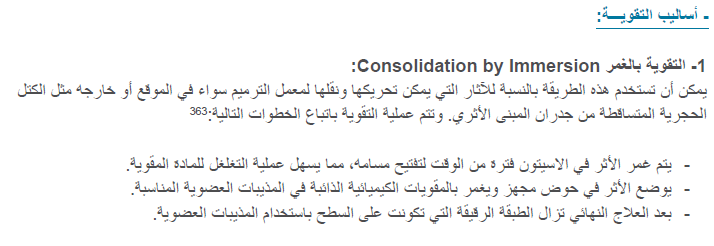 ـ أساليب التقويـــة:
1- التقوية بالغمر Consolidation by Immersion:
يمكن أن تستخدم هذه الطريقة بالنسبة للآثار التي يمكن تحريكها ونقلها لمعمل الترميم سواء في الموقع أو خارجه مثل الكتل
الحجرية المتساقطة من جدران المبنى الأثري. وتتم عملية التقوية باتباع الخطوات التالية:363
- يتم غمر الأثر في الاسيتون فترة من الوقت لتفتيح مسامه، مما يسهل عملية التغلغل للمادة المقوية.
- يوضع الأثر في حوض مجهز ويغمر بالمقويات الكيميائية الذائبة في المذيبات العضوية المناسبة.
- بعد العلاج النهائي تزال الطبقة الرقيقة التي تكونت على السطح باستخدام المذيبات العضوية.